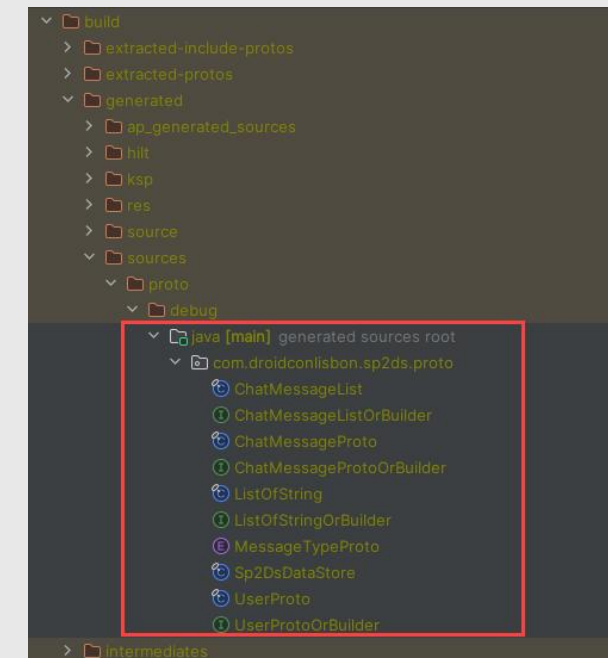 build
extracted-include-protos
extracted-protos
generated
ap_generated_sources
hilt
ksp
res
source
sources
proto
debug
java [main] generated sources root
com.droidconlisbon.sp2ds.proto
ChatMessageList
ChatMessageListOrBuilder
ChatMessageProto
ChatMessageProtoOrBuilder
ListOfString
ListOfStringOrBuilder
MessageTypeProto
Sp2DsDataStore
UserProto
UserProtoOrBuilder
intermediates